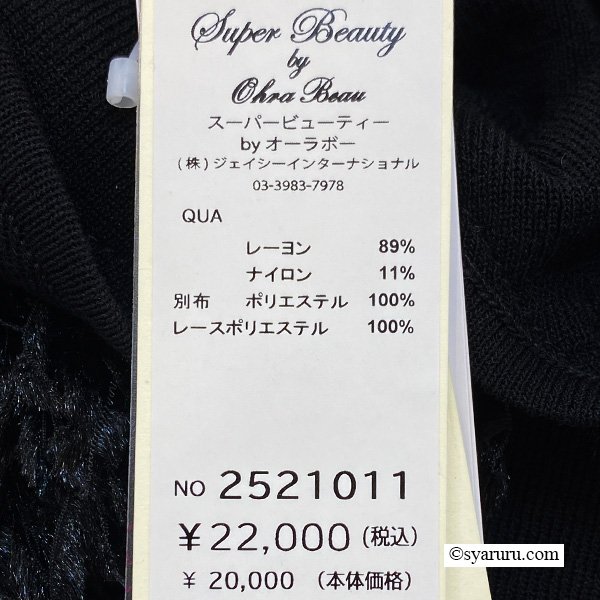 Super Beauty
by
Ohra Beau
スーパービューティー
byオーラボー
(株)ジェイシーインターナショナル
03-3983-7978
QUA
レーヨン 89%
ナイロン 11%
別布 ポリエステル 100%
レースポリエステル 100%
NO 2521011
¥22,000(税込)
¥ 20,000 (本体価格)
©syaruru.com